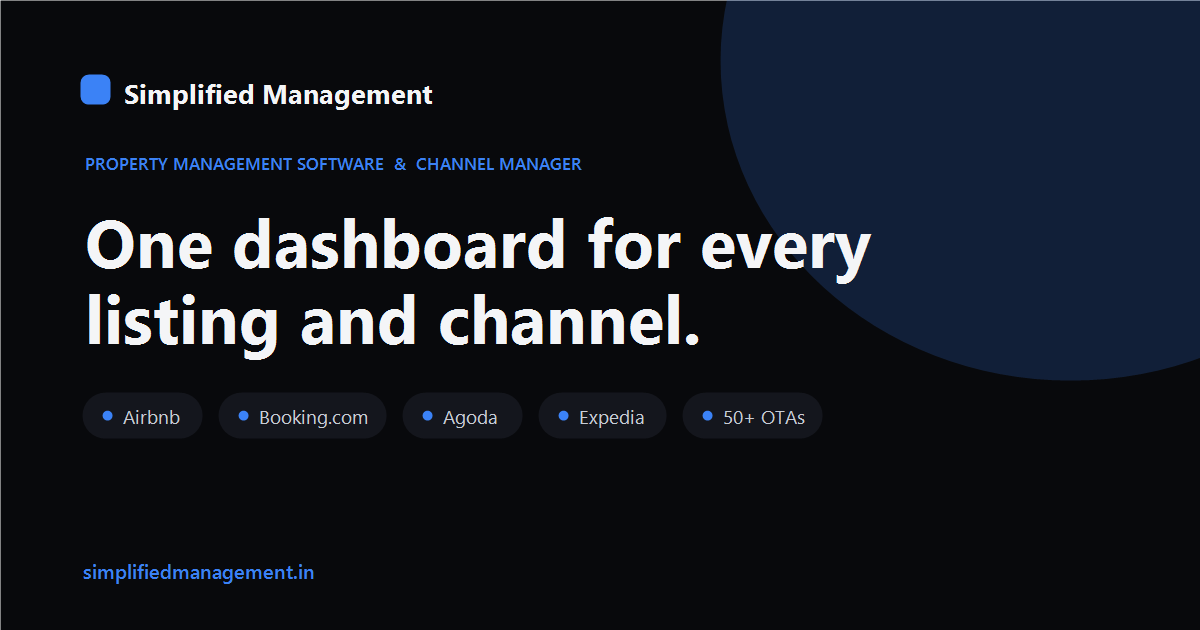 Simplified Management
PROPERTY MANAGEMENT SOFTWARE & CHANNEL MANAGER
One dashboard for every
listing and channel.
Airbnb Booking.com Agoda Expedia 50+ OTAs
simplifiedmanagement.in